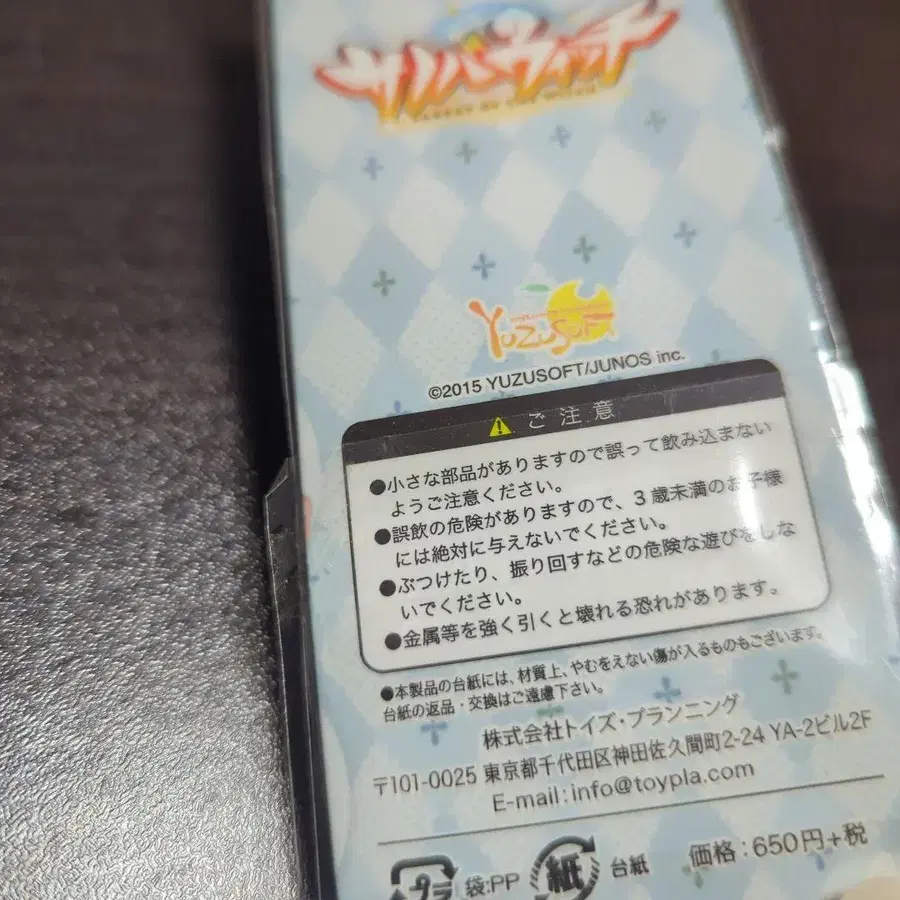 サノバウィッチ
YUZUSOFT
©2015 YUZUSOFT/JUNOS inc.
ご注意
●小さな部品がありますので誤って飲み込まない
ようご注意ください。
●誤飲の危険がありますので、3歳未満のお子様
には絶対に与えないでください。
●ぶつけたり、振り回すなどの危険な遊びをしな
いでください。
●金属等を強く引くと壊れる恐れがあります。
●本製品の台紙には、材質上、やむをえない傷が入るものもございます。
台紙の返品・交換はご遠慮下さい。
株式会社トイズ・プランニング
〒101-0025 東京都千代田区神田佐久間町2-24 YA-2ビル2F
E-mail:info@toypla.com
プラ 袋:PP 紙 台紙 価格:650円+税